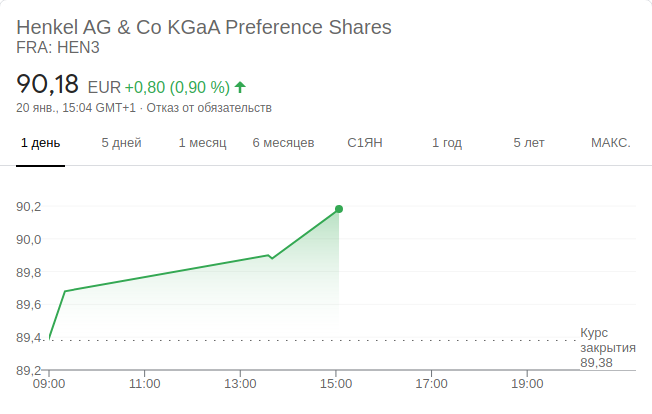 Henkel AG & Co KGaA Preference Shares
FRA: HEN3
90,18 EUR +0,80 (0,90 %)
20 янв., 15:04 GMT+1 · Отказ от обязательств
1 день 5 дней 1 месяц 6 месяцев С1ЯН 1 год 5 лет МАКС.
90,2
90,0
89,8
89,6
89,4
Курс
закрытия
89,38
89,2
09:00 11:00 13:00 15:00 17:00 19:00